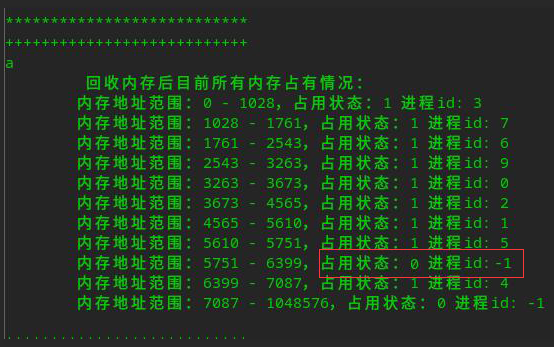 ***************************
+++++++++++++++++++++++++++
a
回收内存后目前所有内存占有情况:
内存地址范围: 0 - 1028, 占用状态: 1 进程id: 3
内存地址范围: 1028 - 1761, 占用状态: 1 进程id: 7
内存地址范围: 1761 - 2543, 占用状态: 1 进程id: 6
内存地址范围: 2543 - 3263, 占用状态: 1 进程id: 9
内存地址范围: 3263 - 3673, 占用状态: 1 进程id: 0
内存地址范围: 3673 - 4565, 占用状态: 1 进程id: 2
内存地址范围: 4565 - 5610, 占用状态: 1 进程id: 1
内存地址范围: 5610 - 5751, 占用状态: 1 进程id: 5
内存地址范围: 5751 - 6399, 占用状态: 0 进程id: -1
内存地址范围: 6399 - 7087, 占用状态: 1 进程id: 4
内存地址范围: 7087 - 1048576, 占用状态: 0 进程id: -1
...........................